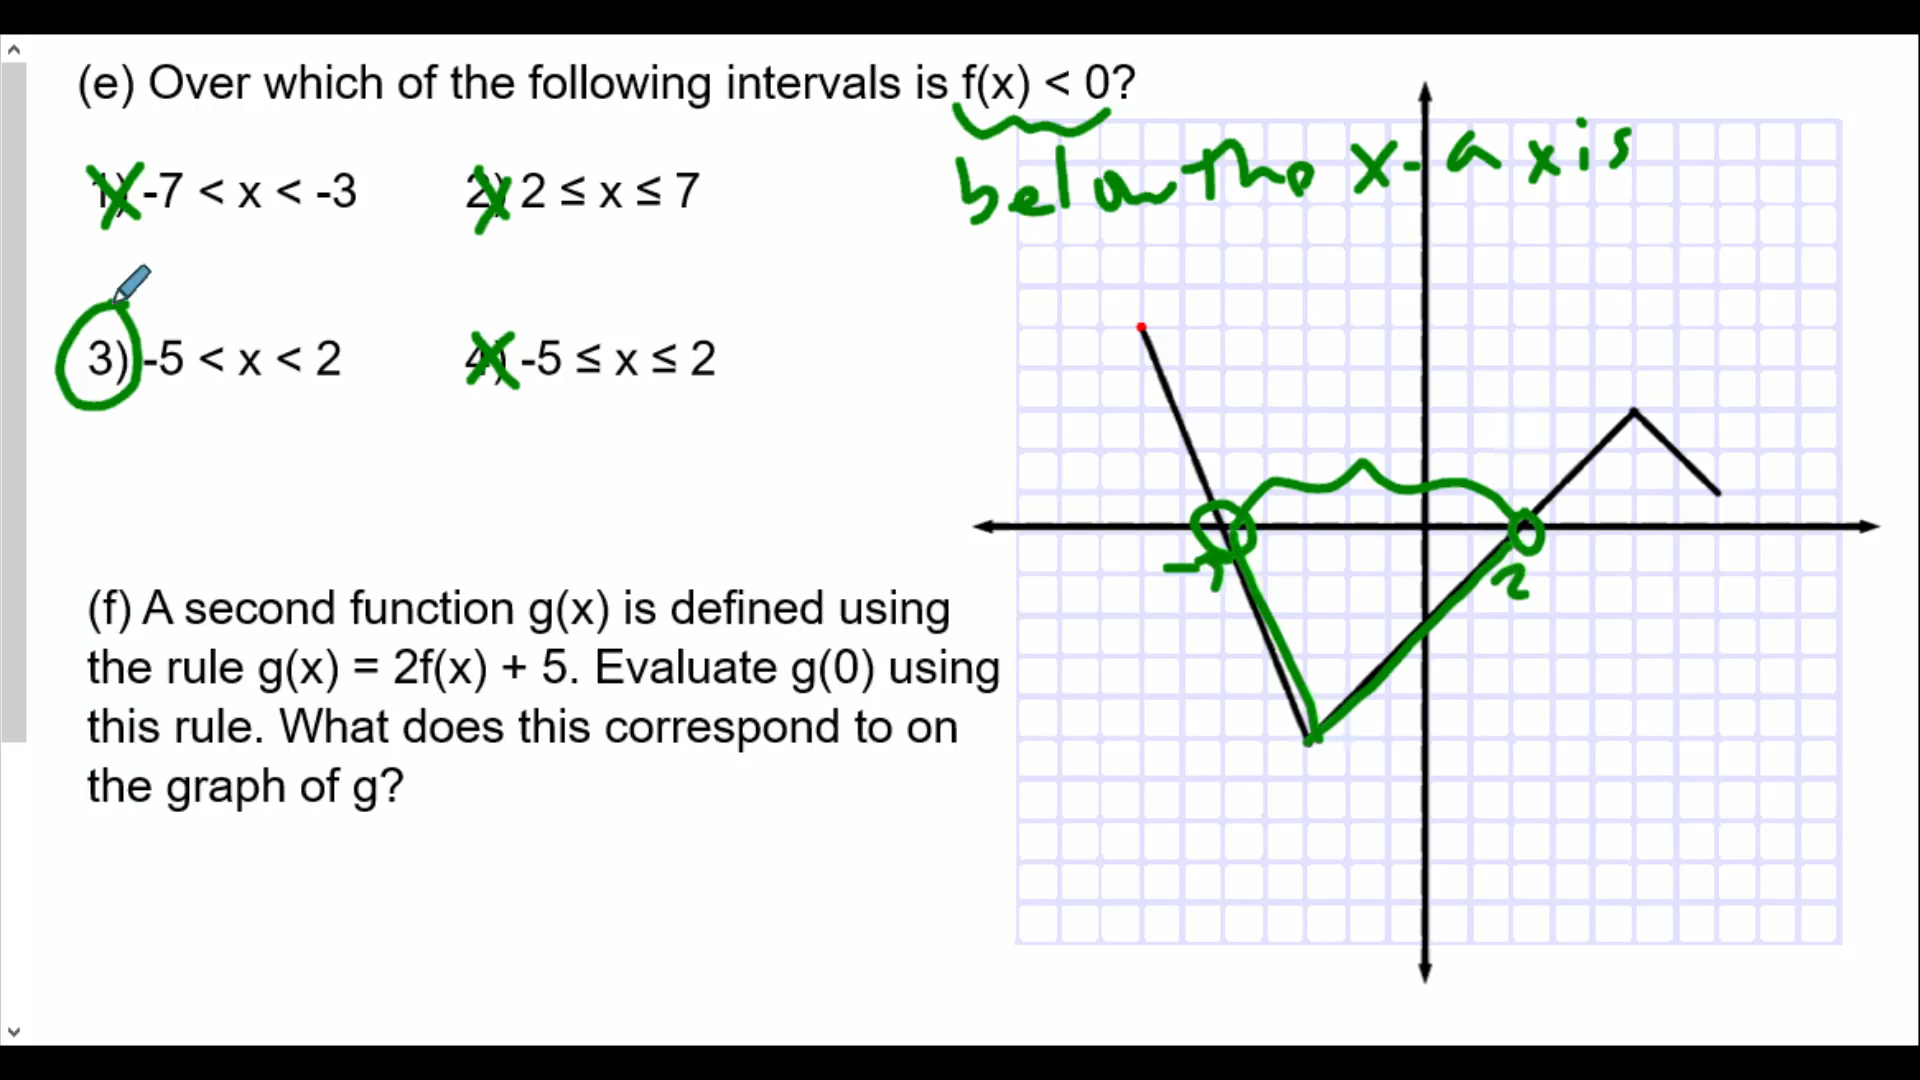 (e) Over which of the following intervals is f(x) < 0?
below the x-axis
1) -7 < x < -3 2) 2 ≤ x ≤ 7
3) -5 < x < 2 4) -5 ≤ x ≤ 2
2
(f) A second function g(x) is defined using
the rule g(x) = 2f(x) + 5. Evaluate g(0) using
this rule. What does this correspond to on
the graph of g?